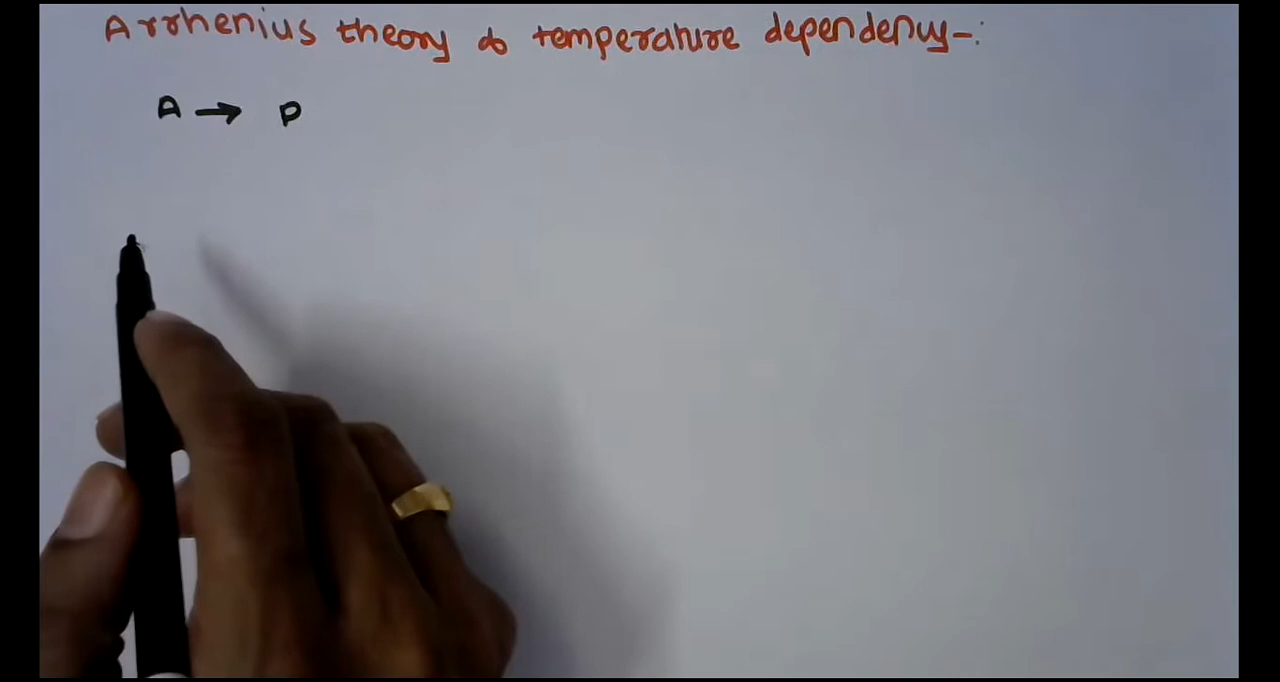 Arrhenius theory of temperature dependency-:
A → P